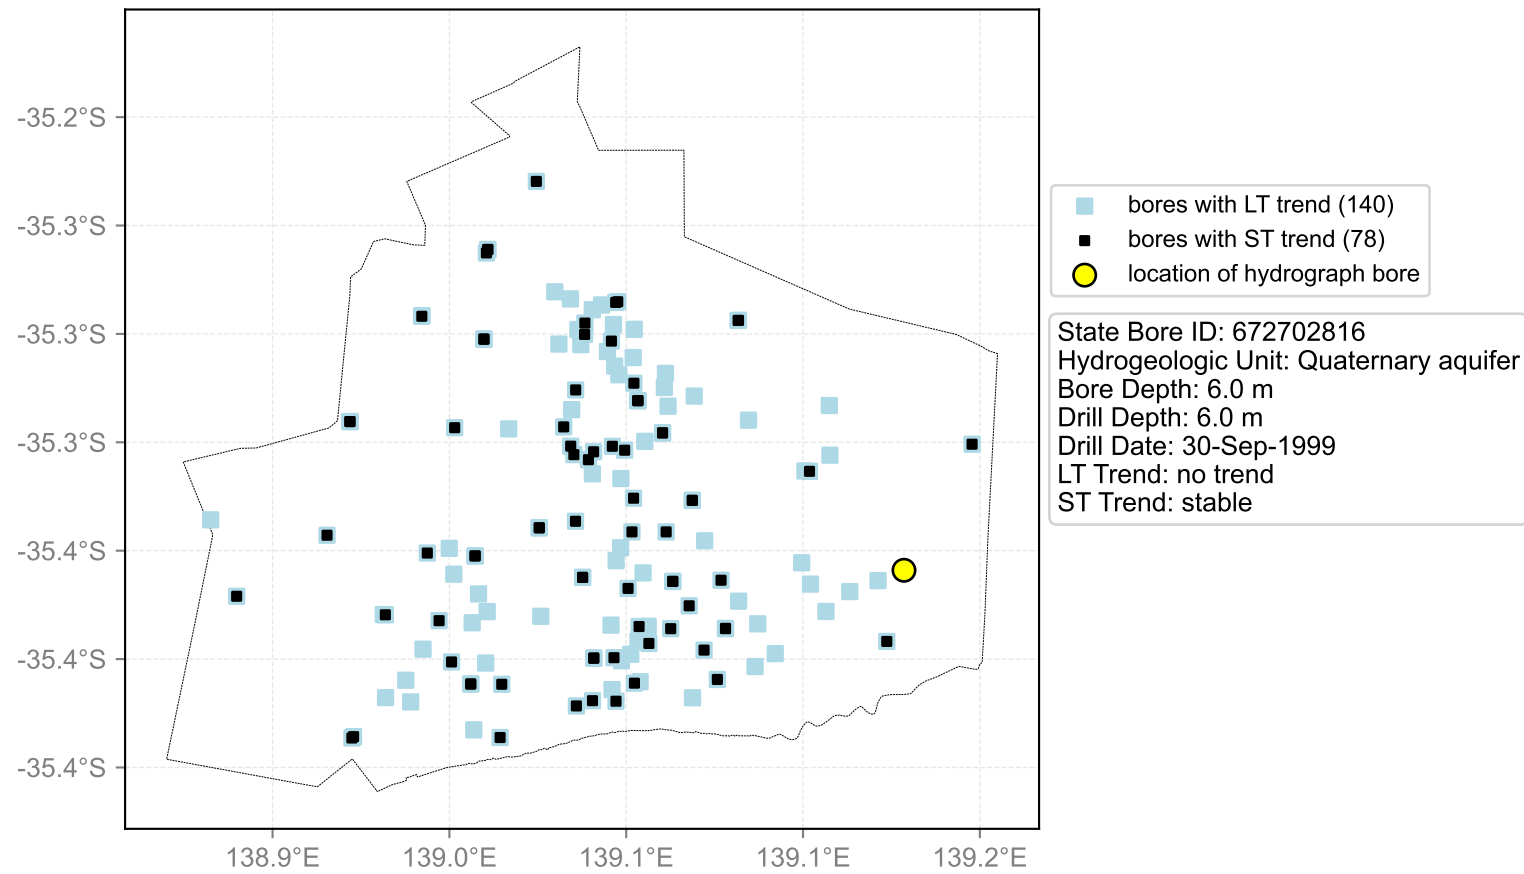 -35.2°S
-35.3°S
-35.3°S
-35.3°S
-35.4°S
-35.4°S
-35.4°S
138.9°E
139.0°E
139.1°E
139.1°E
139.2°E
bores with LT trend (140)
bores with ST trend (78)
location of hydrograph bore
State Bore ID: 672702816
Hydrogeologic Unit: Quaternary aquifer
Bore Depth: 6.0 m
Drill Depth: 6.0 m
Drill Date: 30-Sep-1999
LT Trend: no trend
ST Trend: stable